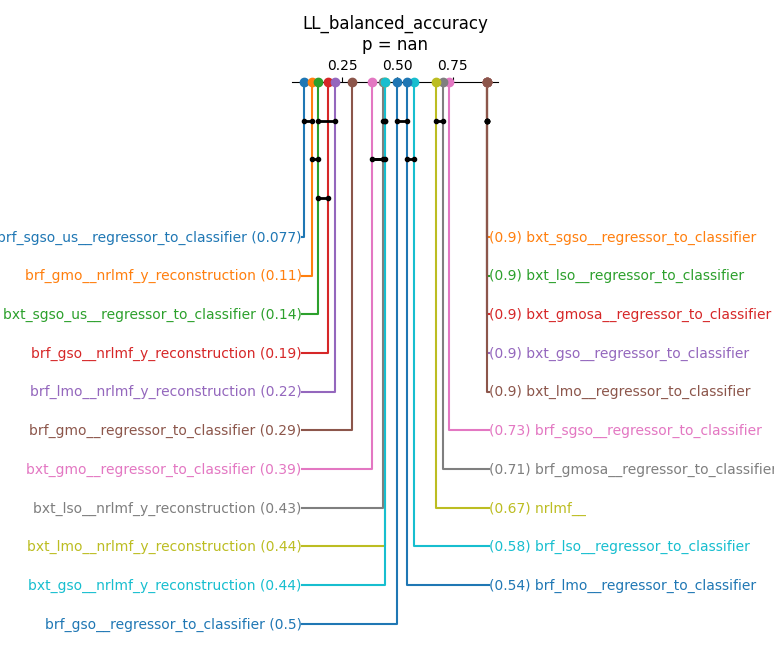 LL_balanced_accuracy
p = nan
0.25 0.50 0.75
brf_sgso_us__regressor_to_classifier (0.077)
(0.9) bxt_sgso__regressor_to_classifier
brf_gmo__nrlmf_y_reconstruction (0.11)
(0.9) bxt_lso__regressor_to_classifier
bxt_sgso_us__regressor_to_classifier (0.14)
(0.9) bxt_gmosa__regressor_to_classifier
brf_gso__nrlmf_y_reconstruction (0.19)
(0.9) bxt_gso__regressor_to_classifier
brf_lmo__nrlmf_y_reconstruction (0.22)
(0.9) bxt_lmo__regressor_to_classifier
brf_gmo__regressor_to_classifier (0.29)
(0.73) brf_sgso__regressor_to_classifier
bxt_gmo__regressor_to_classifier (0.39)
(0.71) brf_gmosa__regressor_to_classifier
bxt_lso__nrlmf_y_reconstruction (0.43)
(0.67) nrlmf__
bxt_lmo__nrlmf_y_reconstruction (0.44)
(0.58) brf_lso__regressor_to_classifier
bxt_gso__nrlmf_y_reconstruction (0.44)
(0.54) brf_lmo__regressor_to_classifier
brf_gso__regressor_to_classifier (0.5)